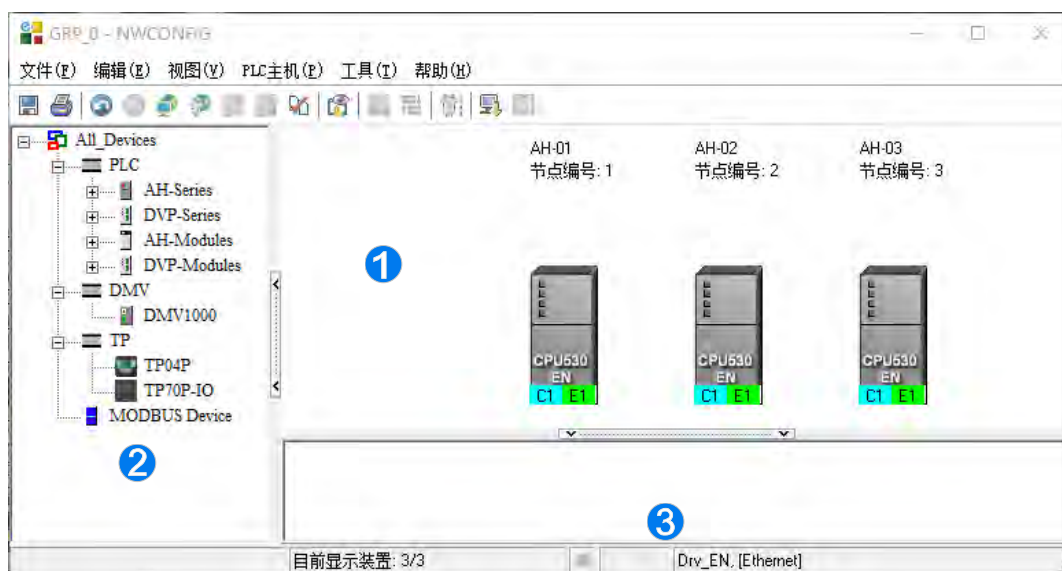 GRP_0 - NWCONFIG
文件(F) 编辑(E) 视图(V) PLC主机(P) 工具(T) 帮助(H)
All_Devices
PLC
AH-Series
DVP-Series
AH-Modules
DVP-Modules
DMV
DMV1000
TP
TP04P
TP70P-IO
MODBUS Device
2
1
AH-01 AH-02 AH-03
节点编号: 1 节点编号: 2 节点编号: 3
CPU530 CPU530 CPU530
EN EN EN
C1 E1 C1 E1 C1 E1
3
目前显示装置: 3/3 Drv_EN, [Ethernet]